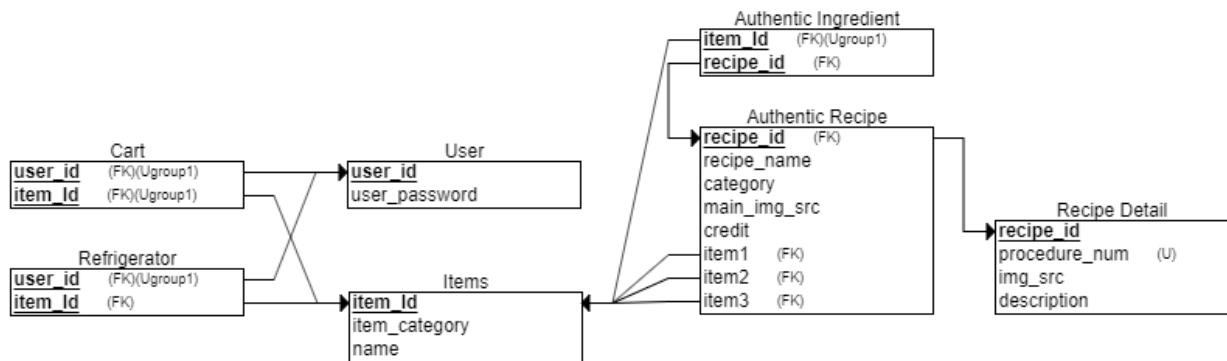 Authentic Ingredient
item_Id (FK)(Ugroup1)
recipe_id (FK)
Authentic Recipe
recipe_id (FK)
recipe_name
category
main_img_src
credit
item1 (FK)
item2 (FK)
item3 (FK)
Cart
user_id (FK)(Ugroup1)
item_Id (FK)(Ugroup1)
User
user_id
user_password
Recipe Detail
recipe_id
procedure_num (U)
img_src
description
Refrigerator
user_id (FK)(Ugroup1)
item_Id (FK)
Items
item_Id
item_category
name